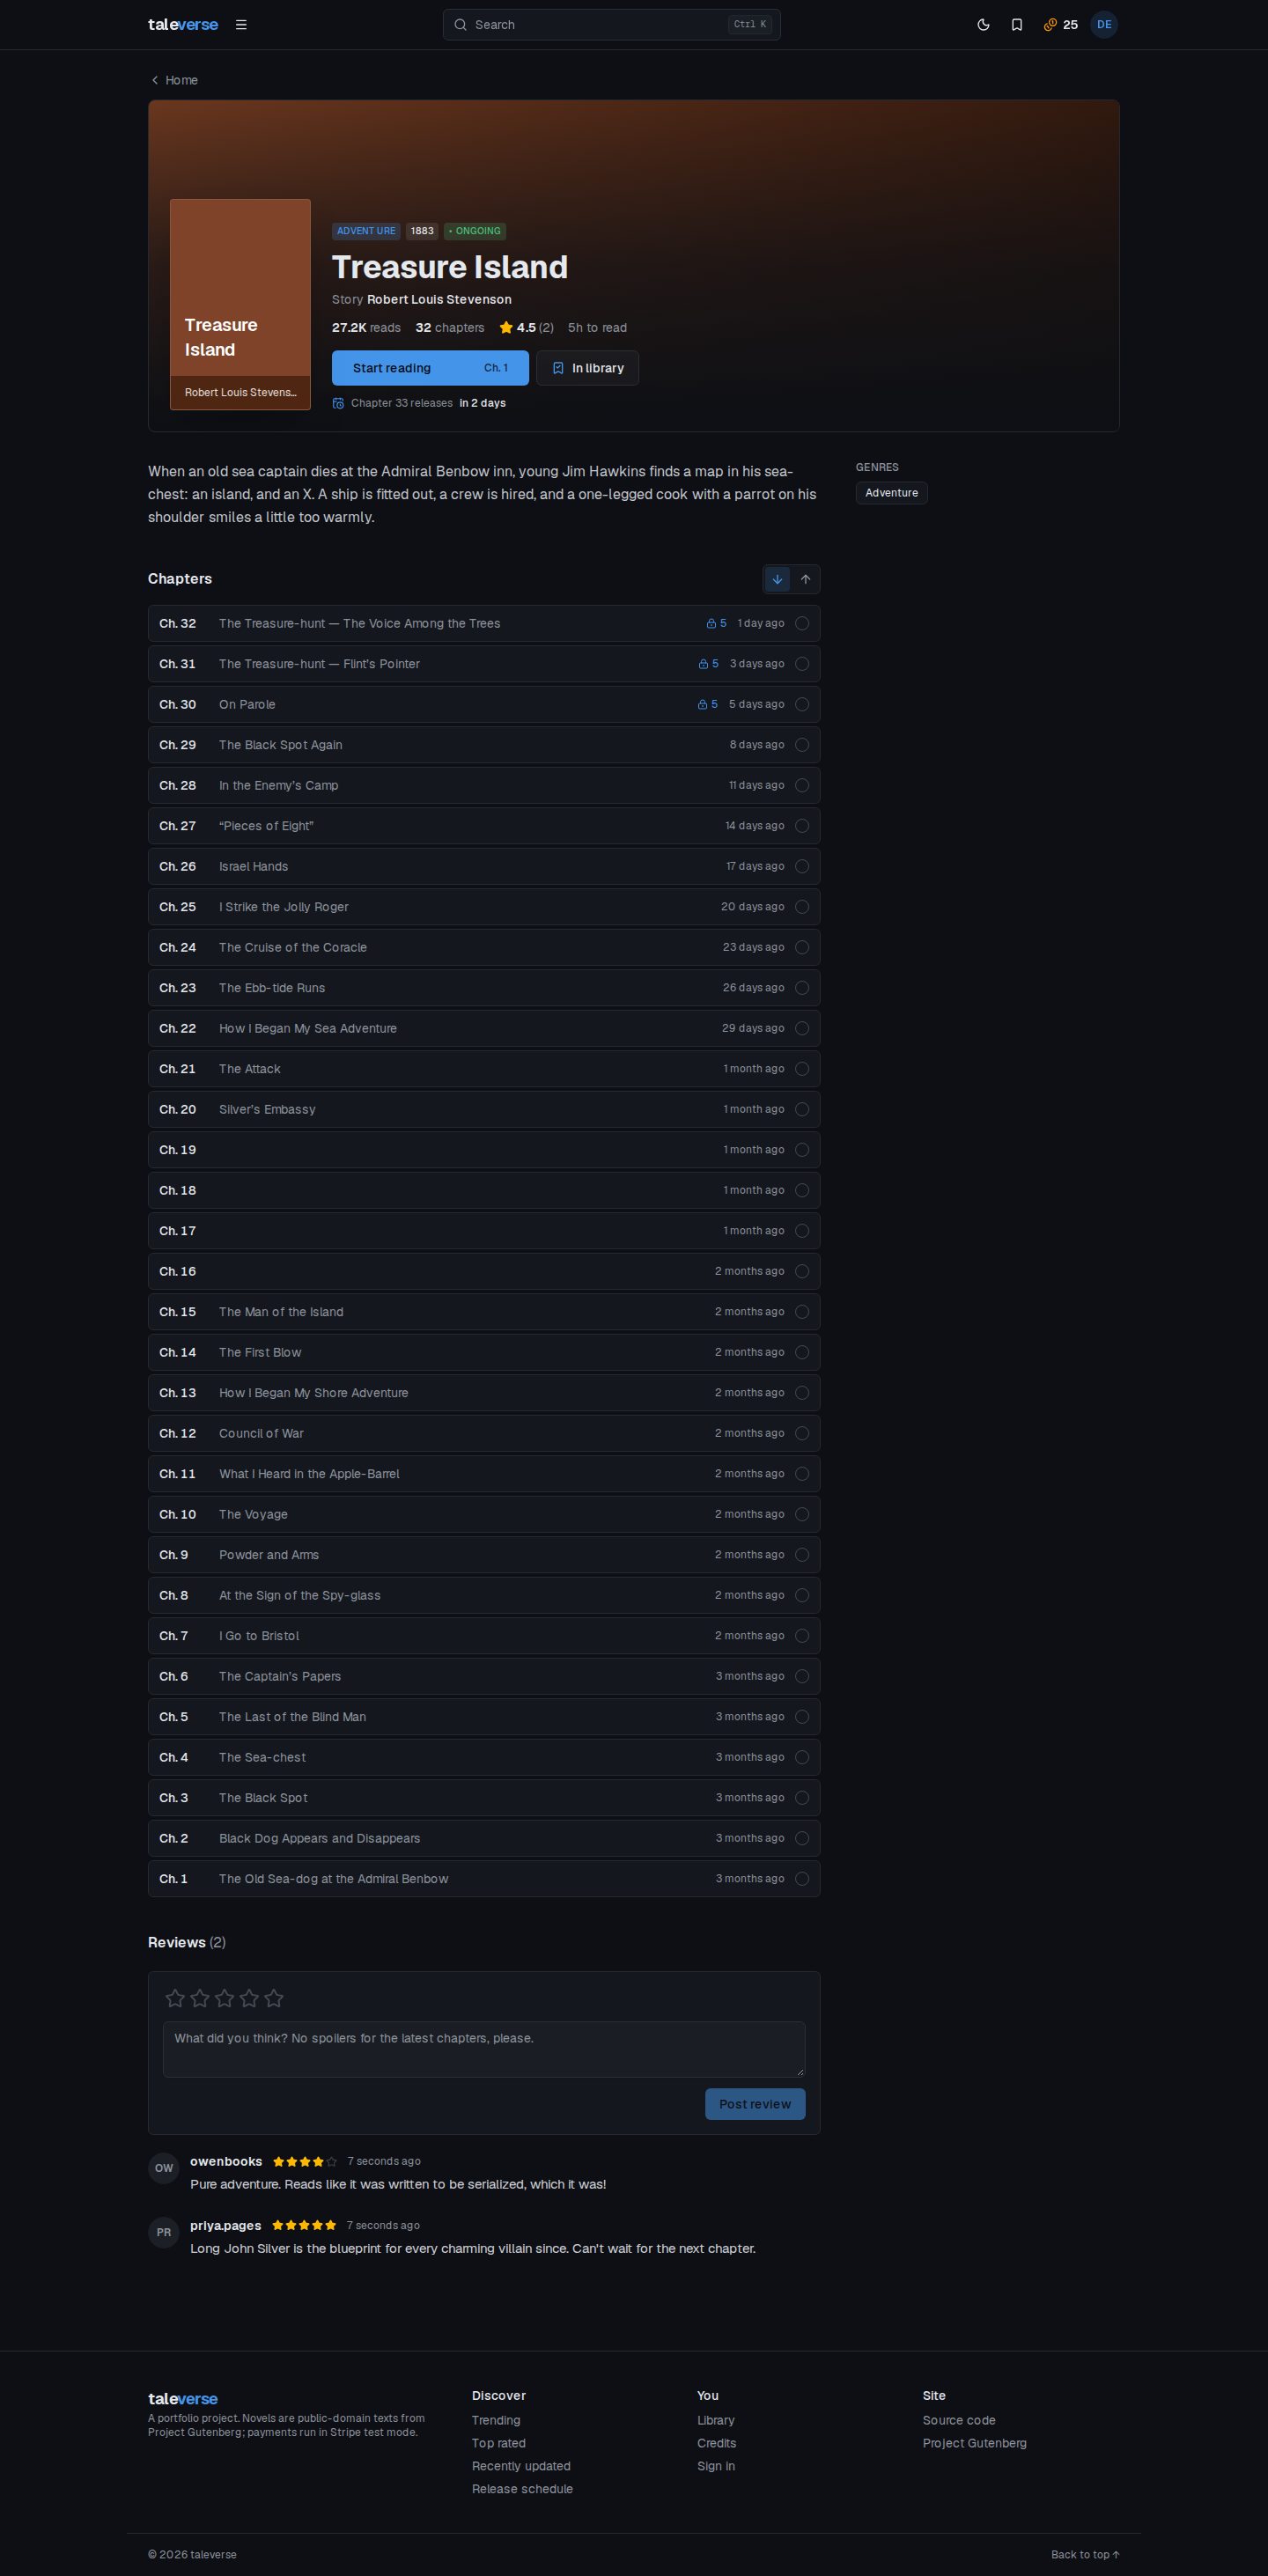 taleverse
Search
Ctrl K
25
DE
Home
Treasure
Island
Robert Louis Stevens...
ADVENTURE
1883
• ONGOING
Treasure Island
Story Robert Louis Stevenson
27.2K reads 32 chapters 4.5 (2) 5h to read
Start reading Ch. 1
In library
Chapter 33 releases in 2 days
When an old sea captain dies at the Admiral Benbow inn, young Jim Hawkins finds a map in his sea-
chest: an island, and an X. A ship is fitted out, a crew is hired, and a one-legged cook with a parrot on his
shoulder smiles a little too warmly.
GENRES
Adventure
Chapters
Ch. 32 The Treasure-hunt — The Voice Among the Trees 5 1 day ago
Ch. 31 The Treasure-hunt — Flint's Pointer 5 3 days ago
Ch. 30 On Parole 5 5 days ago
Ch. 29 The Black Spot Again 8 days ago
Ch. 28 In the Enemy's Camp 11 days ago
Ch. 27 “Pieces of Eight” 14 days ago
Ch. 26 Israel Hands 17 days ago
Ch. 25 I Strike the Jolly Roger 20 days ago
Ch. 24 The Cruise of the Coracle 23 days ago
Ch. 23 The Ebb-tide Runs 26 days ago
Ch. 22 How I Began My Sea Adventure 29 days ago
Ch. 21 The Attack 1 month ago
Ch. 20 Silver's Embassy 1 month ago
Ch. 19 1 month ago
Ch. 18 1 month ago
Ch. 17 1 month ago
Ch. 16 2 months ago
Ch. 15 The Man of the Island 2 months ago
Ch. 14 The First Blow 2 months ago
Ch. 13 How I Began My Shore Adventure 2 months ago
Ch. 12 Council of War 2 months ago
Ch. 11 What I Heard in the Apple-Barrel 2 months ago
Ch. 10 The Voyage 2 months ago
Ch. 9 Powder and Arms 2 months ago
Ch. 8 At the Sign of the Spy-glass 2 months ago
Ch. 7 I Go to Bristol 2 months ago
Ch. 6 The Captain's Papers 3 months ago
Ch. 5 The Last of the Blind Man 3 months ago
Ch. 4 The Sea-chest 3 months ago
Ch. 3 The Black Spot 3 months ago
Ch. 2 Black Dog Appears and Disappears 3 months ago
Ch. 1 The Old Sea-dog at the Admiral Benbow 3 months ago
Reviews (2)
What did you think? No spoilers for the latest chapters, please.
Post review
OW
owenbooks 7 seconds ago
Pure adventure. Reads like it was written to be serialized, which it was!
PR
priya.pages 7 seconds ago
Long John Silver is the blueprint for every charming villain since. Can't wait for the next chapter.
taleverse
A portfolio project. Novels are public-domain texts from
Project Gutenberg; payments run in Stripe test mode.
Discover
Trending
Top rated
Recently updated
Release schedule
You
Library
Credits
Sign in
Site
Source code
Project Gutenberg
© 2026 taleverse
Back to top ↑